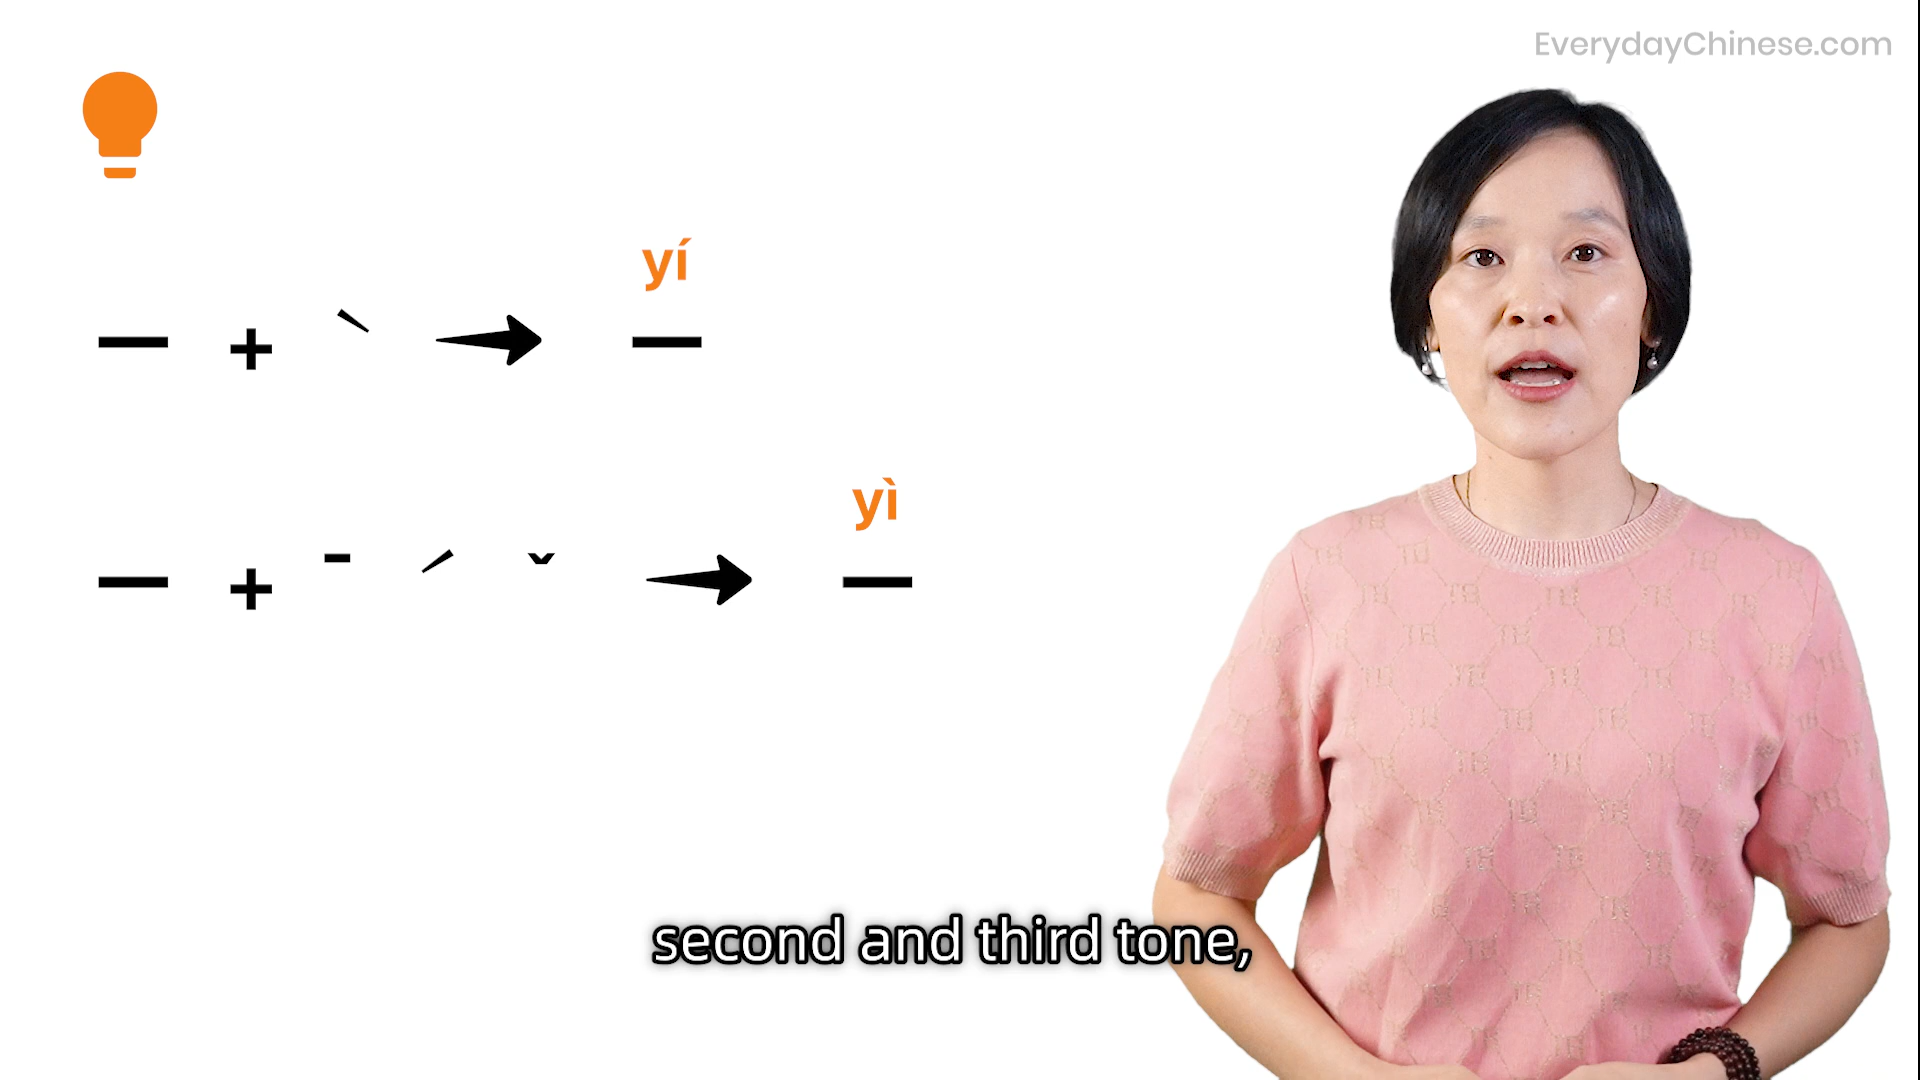 EverydayChinese.com
yí
一 + ˋ → 一
yì
一 + ˉ ˊ ˇ → 一
second and third tone,